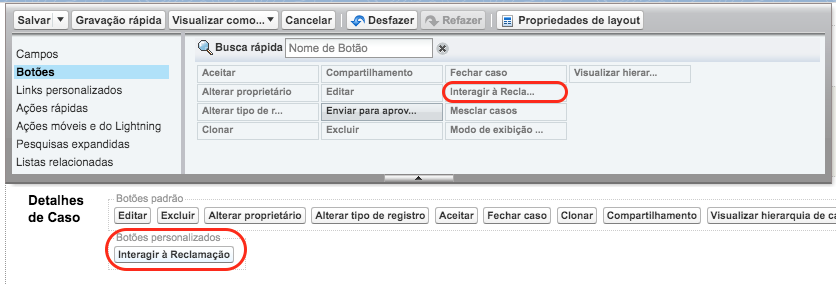 Salvar Gravação rápida Visualizar como... Cancelar Desfazer Refazer Propriedades de layout
Campos
Botões
Links personalizados
Ações rápidas
Ações móveis e do Lightning
Pesquisas expandidas
Listas relacionadas
Busca rápida Nome de Botão
Aceitar Compartilhamento Fechar caso Visualizar hierar...
Alterar proprietário Editar Interagir à Recla...
Alterar tipo de r... Enviar para aprov... Mesclar casos
Clonar Excluir Modo de exibição ...
Detalhes
de Caso
Botões padrão
Editar Excluir Alterar proprietário Alterar tipo de registro Aceitar Fechar caso Clonar Compartilhamento Visualizar hierarquia de ca
Botões personalizados
Interagir à Reclamação